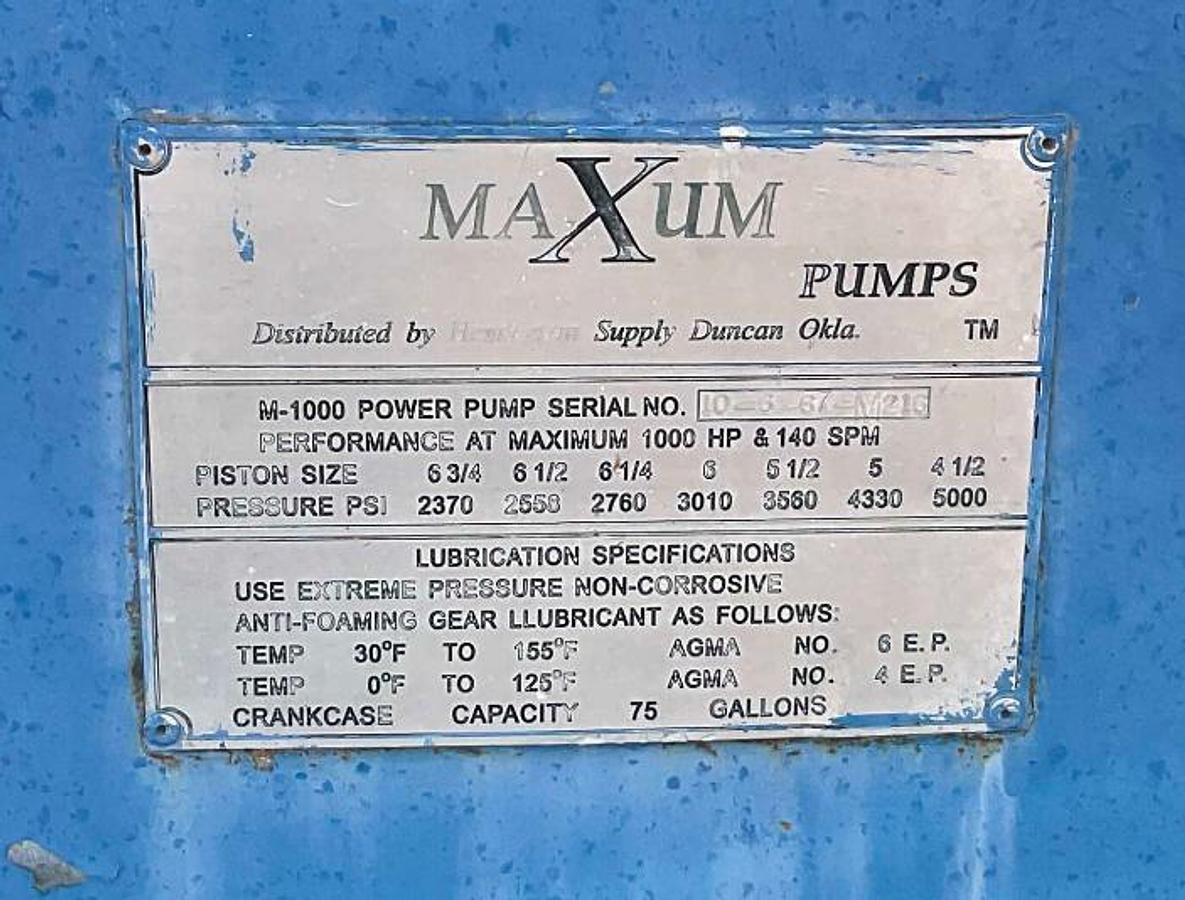 MAXUM
PUMPS
Distributed by Supply Duncan Okla. TM
M-1000 POWER PUMP SERIAL NO.
PERFORMANCE AT MAXIMUM 1000 HP & 140 SPM
PISTON SIZE 6 3/4 6 1/2 6 1/4 6 5 1/2 5 4 1/2
PRESSURE PSI 2370 2558 2760 3010 3560 4330 5000
LUBRICATION SPECIFICATIONS
USE EXTREME PRESSURE NON-CORROSIVE
ANTI-FOAMING GEAR LLUBRICANT AS FOLLOWS:
TEMP 30°F TO 155°F AGMA NO. 6 E.P.
TEMP 0°F TO 125°F AGMA NO. 4 E.P.
CRANKCASE CAPACITY 75 GALLONS